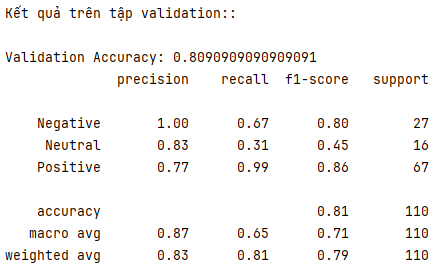 Kết quả trên tập validation::
Validation Accuracy: 0.8090909090909091
precision recall f1-score support
Negative 1.00 0.67 0.80 27
Neutral 0.83 0.31 0.45 16
Positive 0.77 0.99 0.86 67
accuracy 0.81 110
macro avg 0.87 0.65 0.71 110
weighted avg 0.83 0.81 0.79 110